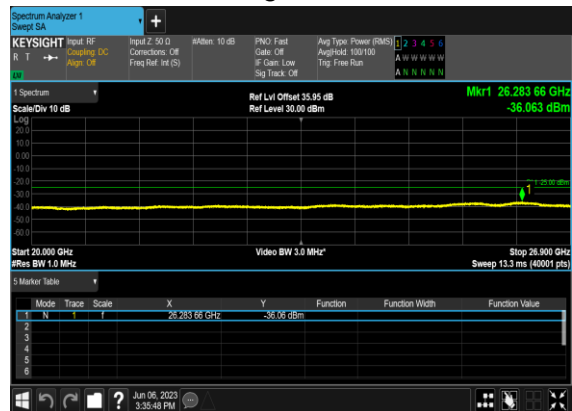 Spectrum Analyzer 1
Swept SA
+
KEYSIGHT Input: RF Input Z: 50 Ω #Atten: 10 dB PNO: Fast Avg Type: Power (RMS) 1 2 3 4 5 6
R T Coupling: DC Corrections: Off Gate: Off Avg|Hold: 100/100 A W W W W W
Align: Off Freq Ref: Int (S) IF Gain: Low Trig: Free Run
Sig Track: Off A N N N N N
1 Spectrum Ref Lvl Offset 35.95 dB Mkr1 26.283 66 GHz
Scale/Div 10 dB Ref Level 30.00 dBm -36.063 dBm
Log
20.0
10.0
0.00
-10.0
-20.0
1 -25.00 dBm
-30.0
-40.0
-50.0
-60.0
Start 20.000 GHz Video BW 3.0 MHz* Stop 26.900 GHz
#Res BW 1.0 MHz Sweep 13.3 ms (40001 pts)
5 Marker Table
Mode Trace Scale X Y Function Function Width Function Value
1 N 1 f 26.283 66 GHz -36.06 dBm
2
3
4
5
6
? Jun 06, 2023
3:35:48 PM